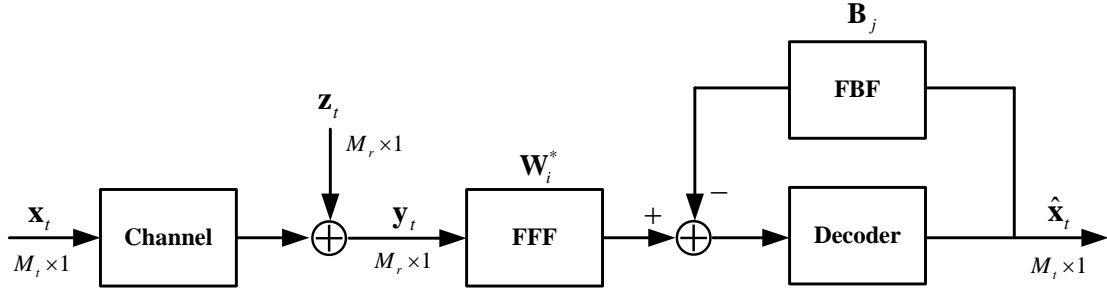 B_j
FBF
z_t
M_r × 1
W_i^*
−
x_t
Channel
y_t
FFF
+
Decoder
x̂_t
M_t × 1
M_r × 1
M_t × 1